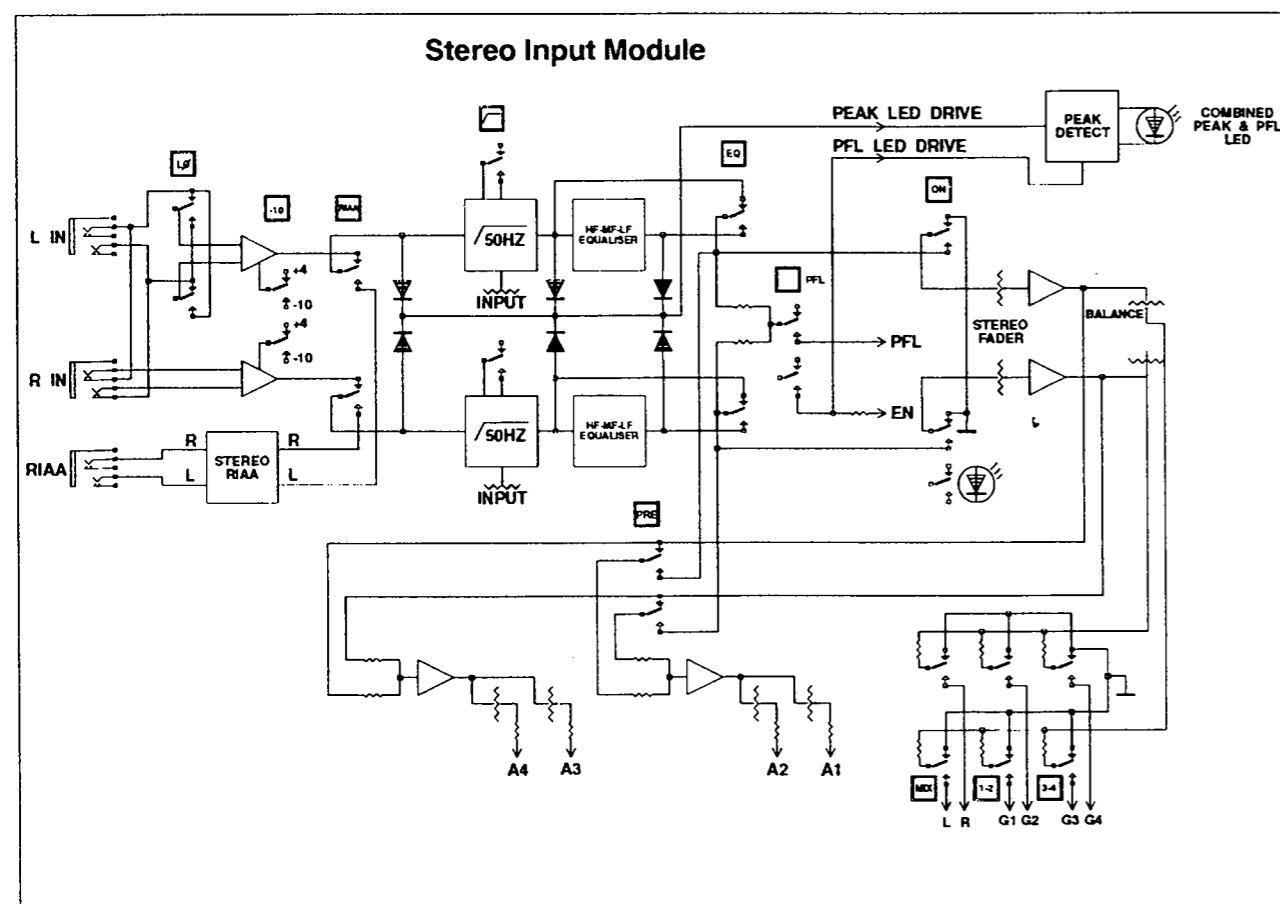 Stereo Input Module
PEAK LED DRIVE
PFL LED DRIVE
PEAK
DETECT
COMBINED
PEAK & PFL
LED
LØ
-10
RIAA
EQ
ON
L IN
+4
-10
50HZ
HF-MF-LF
EQUALISER
INPUT
PFL
STEREO
FADER
BALANCE
+4
-10
PFL
R IN
EN
50HZ
HF-MF-LF
EQUALISER
INPUT
RIAA
R
L
STEREO
RIAA
R
L
PRE
A4
A3
A2
A1
MIX
1-2
3-4
L
R
G1
G2
G3
G4